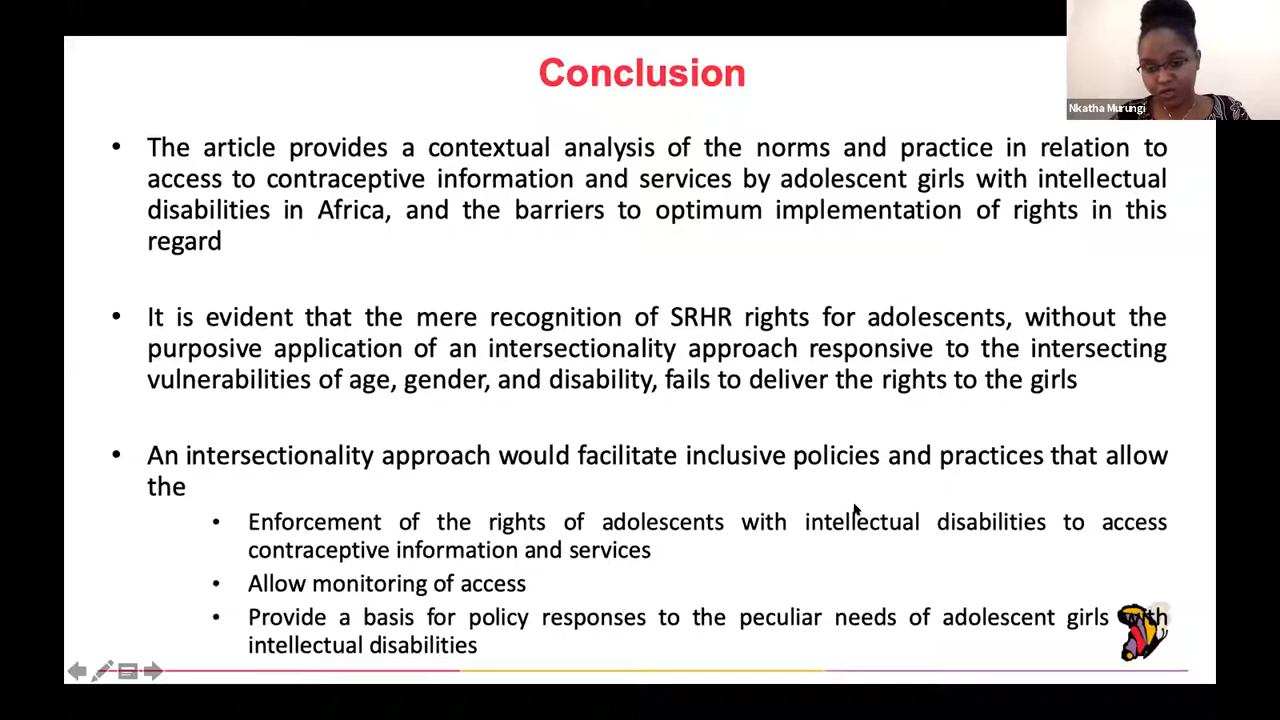 Conclusion
Nkatha Murungi
• The article provides a contextual analysis of the norms and practice in relation to
access to contraceptive information and services by adolescent girls with intellectual
disabilities in Africa, and the barriers to optimum implementation of rights in this
regard
• It is evident that the mere recognition of SRHR rights for adolescents, without the
purposive application of an intersectionality approach responsive to the intersecting
vulnerabilities of age, gender, and disability, fails to deliver the rights to the girls
• An intersectionality approach would facilitate inclusive policies and practices that allow
the
• Enforcement of the rights of adolescents with intellectual disabilities to access
contraceptive information and services
• Allow monitoring of access
• Provide a basis for policy responses to the peculiar needs of adolescent girls with
intellectual disabilities